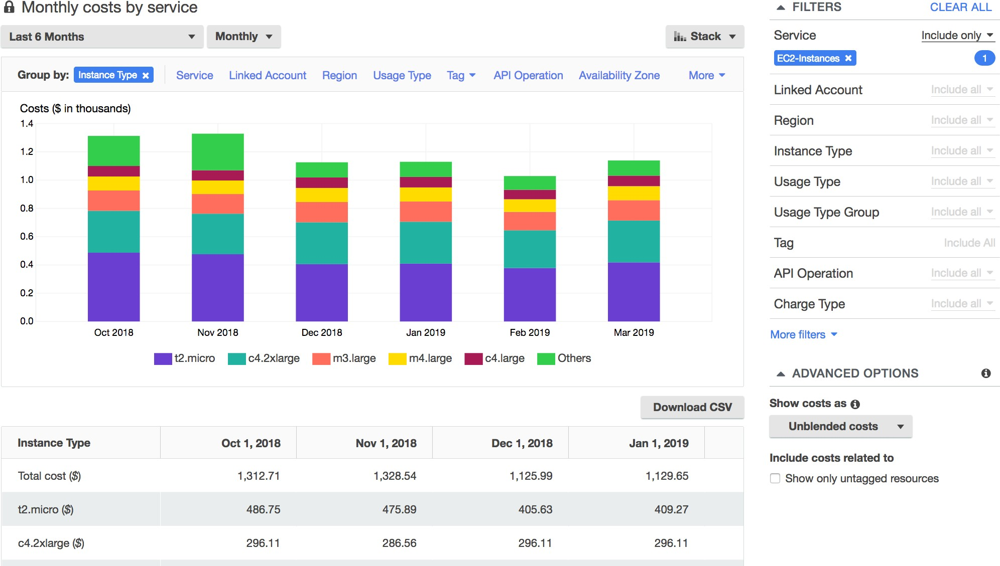 Monthly costs by service
Last 6 Months Monthly Stack
Group by: Instance Type × Service Linked Account Region Usage Type Tag API Operation Availability Zone More
Costs ($ in thousands)
1.4
1.2
1.0
0.8
0.6
0.4
0.2
0.0
Oct 2018 Nov 2018 Dec 2018 Jan 2019 Feb 2019 Mar 2019
t2.micro c4.2xlarge m3.large m4.large c4.large Others
Download CSV
Instance Type Oct 1, 2018 Nov 1, 2018 Dec 1, 2018 Jan 1, 2019
Total cost ($) 1,312.71 1,328.54 1,125.99 1,129.65
t2.micro ($) 486.75 475.89 405.63 409.27
c4.2xlarge ($) 296.11 286.56 296.11 296.11
FILTERS CLEAR ALL
Service Include only
EC2-Instances × 1
Linked Account Include all
Region Include all
Instance Type Include all
Usage Type Include all
Usage Type Group Include all
Tag Include All
API Operation Include all
Charge Type Include all
More filters
ADVANCED OPTIONS
Show costs as
Unblended costs
Include costs related to
Show only untagged resources